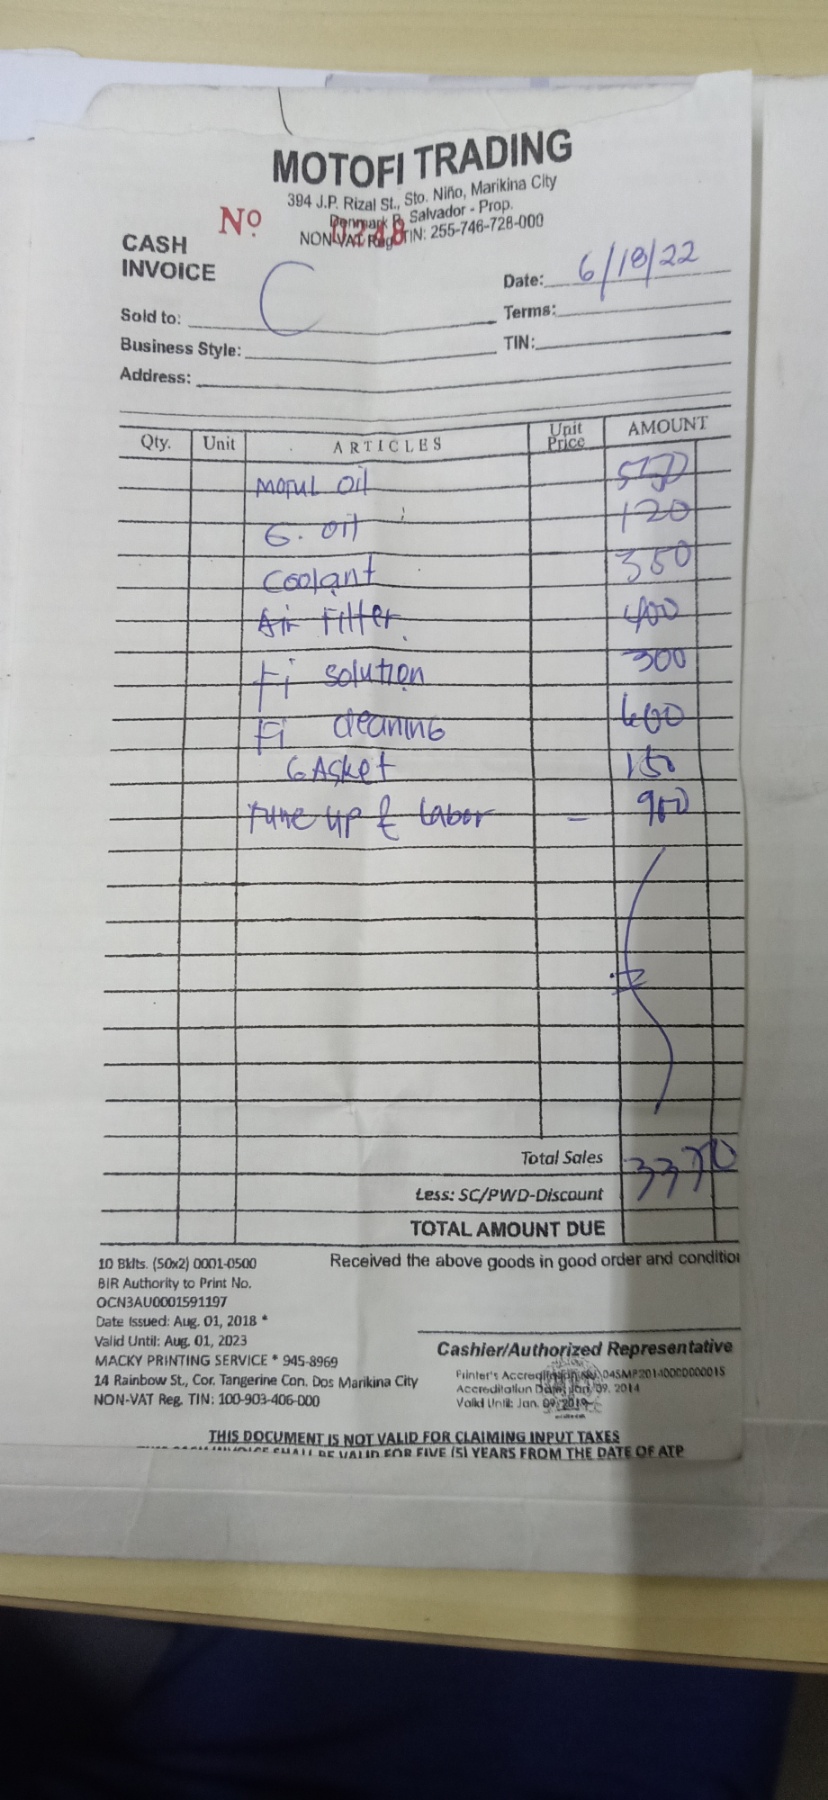 MOTOFI TRADING
394 J.P. Rizal St., Sto. Niño, Marikina City
Denmark P. Salvador - Prop.
NON-VAT Reg. TIN: 255-746-728-000
Nº 0248
CASH
INVOICE
Date: 6/18/22
Sold to: C
Terms:
Business Style:
TIN:
Address:
Qty. Unit ARTICLES Unit Price AMOUNT
Motul Oil 550
G. Oil 120
Coolant 350
Air Filter 400
Fi solution 300
Fi cleaning 600
GAsket 150
Tune up & Labor - 900
Total Sales 3370
Less: SC/PWD-Discount
TOTAL AMOUNT DUE
10 Bklts. (50x2) 0001-0500
BIR Authority to Print No.
OCN3AU0001591197
Date Issued: Aug. 01, 2018 *
Valid Until: Aug. 01, 2023
MACKY PRINTING SERVICE * 945-8969
14 Rainbow St., Cor. Tangerine Con. Dos Marikina City
NON-VAT Reg. TIN: 100-903-406-000
Received the above goods in good order and condition
Cashier/Authorized Representative
Printer's Accreditation No. 045MP20140000000015
Accreditation Date: Jan. 09. 2014
Valid Until: Jan. 09, 2019
THIS DOCUMENT IS NOT VALID FOR CLAIMING INPUT TAXES
THIS CASH INVOICE SHALL BE VALID FOR FIVE (5) YEARS FROM THE DATE OF ATP